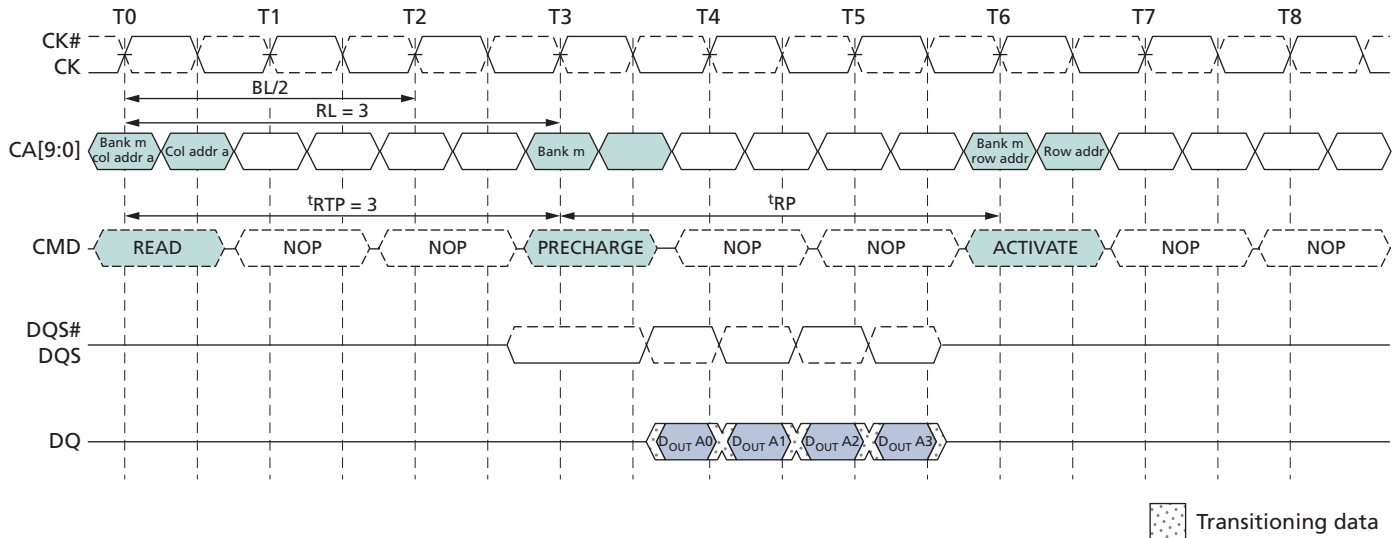 T0 T1 T2 T3 T4 T5 T6 T7 T8
CK#
CK
BL/2
RL = 3
CA[9:0]
Bank m
col addr a
Col addr a
Bank m
Bank m
row addr
Row addr
tRTP = 3
tRP
CMD
READ NOP NOP PRECHARGE NOP NOP ACTIVATE NOP NOP
DQS#
DQS
DQ
DOUT A0 DOUT A1 DOUT A2 DOUT A3
Transitioning data